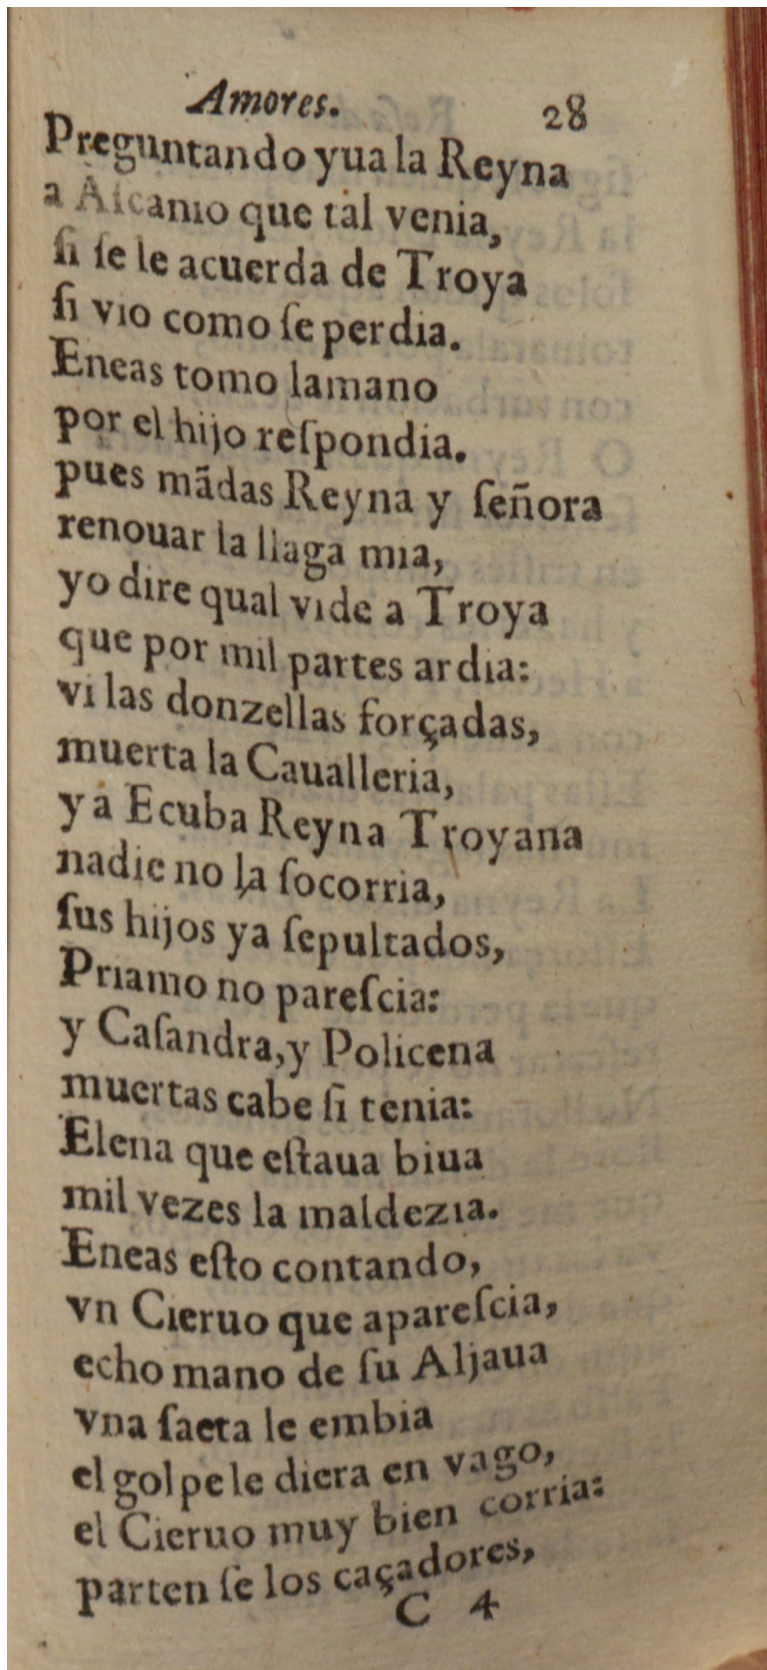 Amores. 28
Preguntando yua la Reyna
a Aſcanio que tal venia,
ſi ſe le acuerda de Troya
ſi vio como ſe perdia.
Eneas tomo lamano
por el hijo reſpondia.
pues mãdas Reyna y ſeñora
renouar la llaga mia,
yo dire qual vide a Troya
que por mil partes ardia:
vi las donzellas forçadas,
muerta la Caualleria,
y a Ecuba Reyna Troyana
nadie no la ſocorria,
ſus hijos ya ſepultados,
Priamo no pareſcia:
y Caſandra, y Policena
muertas cabe ſi tenia:
Elena que eſtaua biua
mil vezes la maldezia.
Eneas eſto contando,
vn Cieruo que apareſcia,
echo mano de ſu Aljaua
vna ſaeta le embia
el golpe le diera en vago,
el Cieruo muy bien corria:
parten ſe los caçadores,
C 4